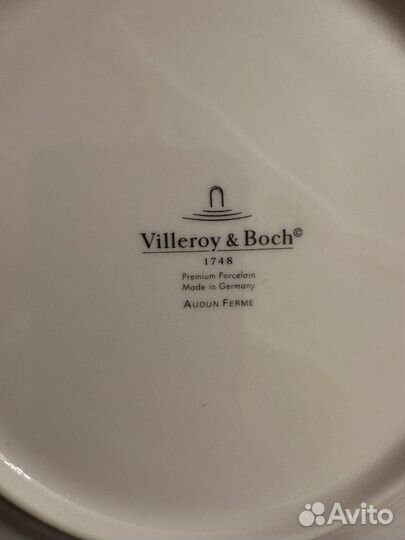 Villeroy & Boch©
1748
Premium Porcelain
Made in Germany
AUDUN FERME
Avito